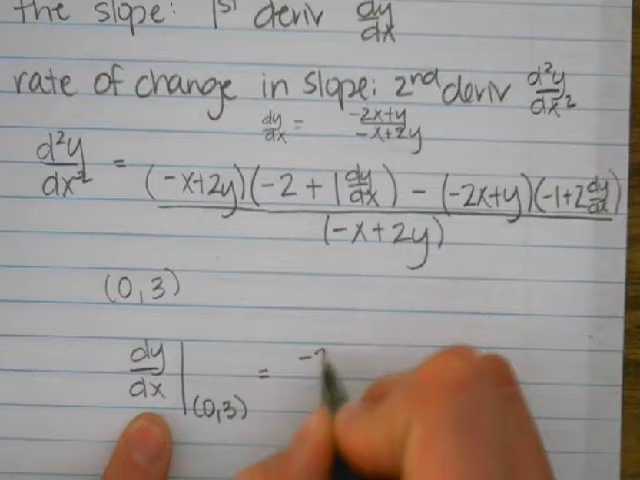 the slope: 1st deriv dy/dx
rate of change in slope: 2nd deriv d²y/dx²
dy/dx = -2x+y/-x+2y
d²y/dx² = (-x+2y)(-2 + 1 dy/dx) - (-2x+y)(-1+2 dy/dx)/(-x+2y)
(0,3)
dy/dx |(0,3) = -